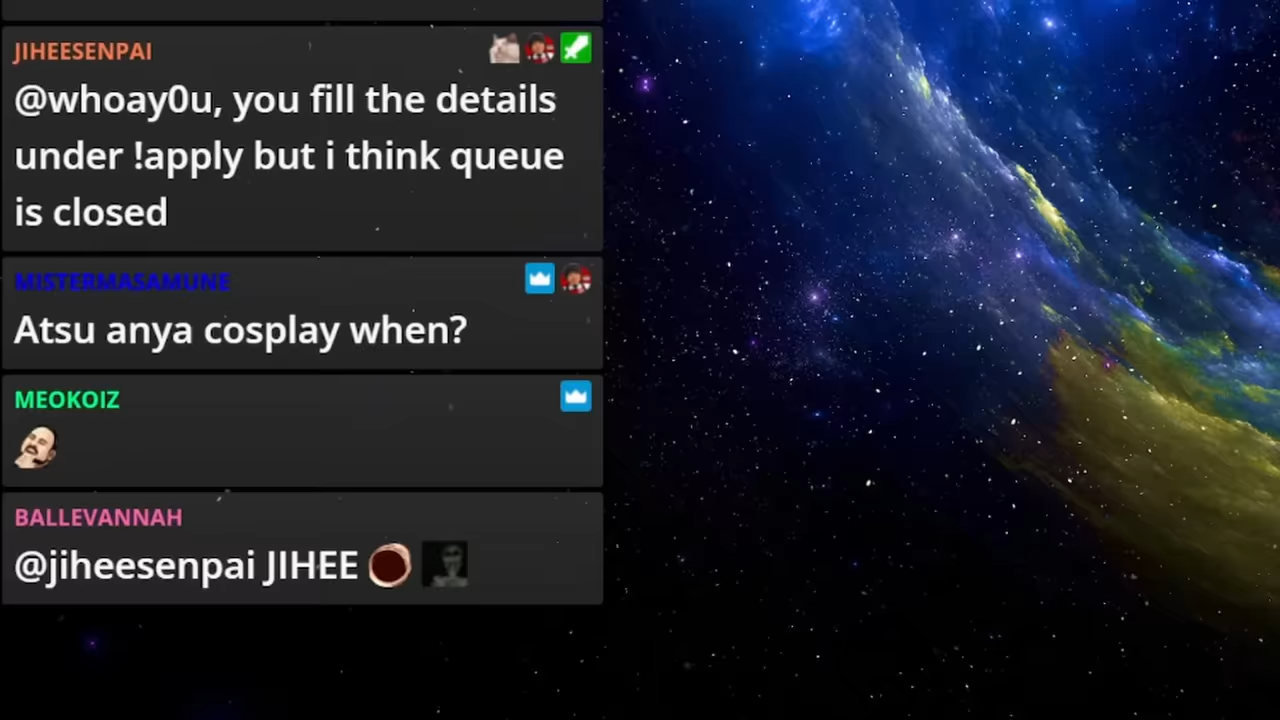 JIHEESENPAI
@whoay0u, you fill the details
under !apply but i think queue
is closed
MISTERMASAMUNE
Atsu anya cosplay when?
MEOKOIZ
BALLEVANNAH
@jiheesenpai JIHEE